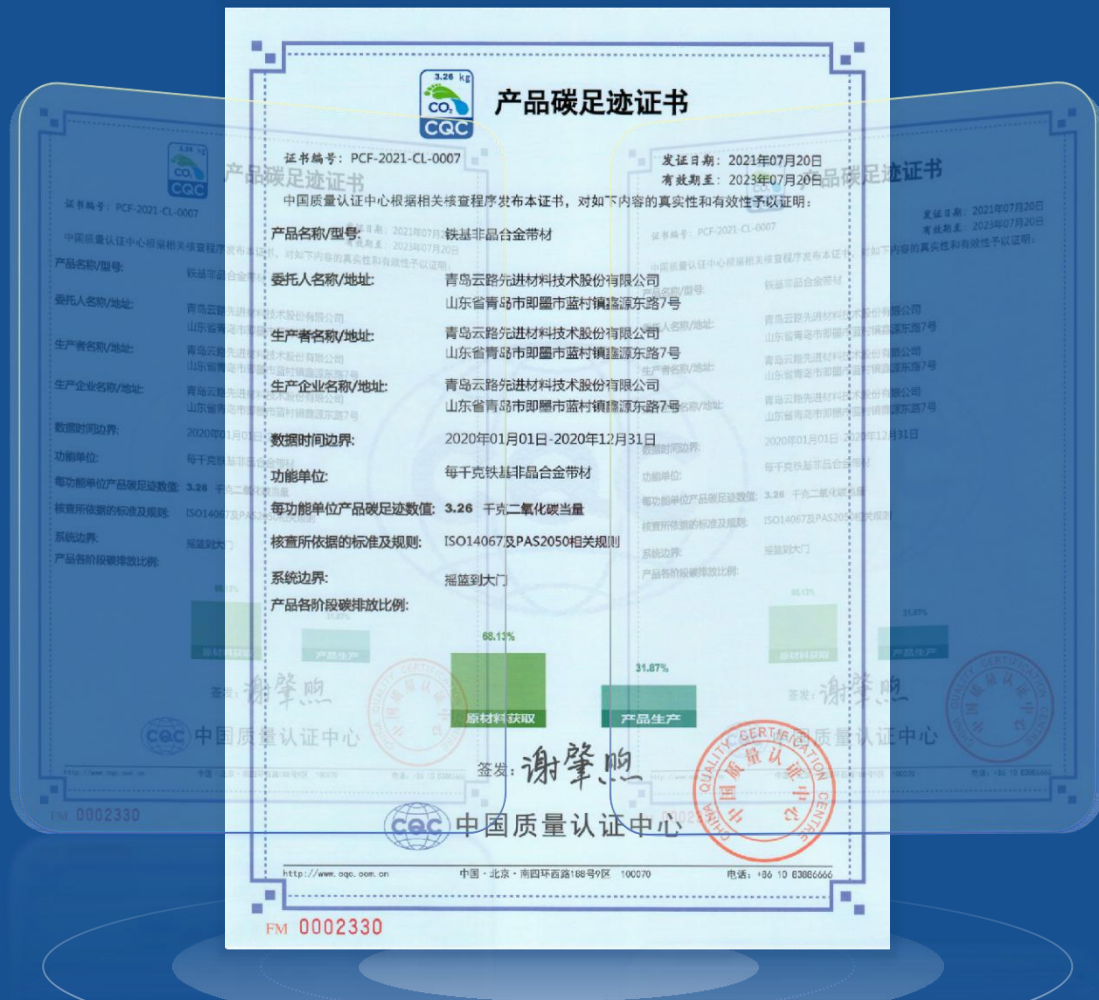 3.26 kg
CO₂
CQC
产品碳足迹证书
证书编号：PCF-2021-CL-0007
发证日期：2021年07月20日
有效期至：2023年07月20日
中国质量认证中心根据相关核查程序发布本证书，对如下内容的真实性和有效性予以证明：
产品名称/型号： 铁基非晶合金带材
委托人名称/地址： 青岛云路先进材料技术股份有限公司
山东省青岛市即墨市蓝村镇鑫源东路7号
生产者名称/地址： 青岛云路先进材料技术股份有限公司
山东省青岛市即墨市蓝村镇鑫源东路7号
生产企业名称/地址： 青岛云路先进材料技术股份有限公司
山东省青岛市即墨市蓝村镇鑫源东路7号
数据时间边界： 2020年01月01日-2020年12月31日
功能单位： 每千克铁基非晶合金带材
每功能单位产品碳足迹数值： 3.26 千克二氧化碳当量
核查所依据的标准及规则： ISO14067及PAS2050相关规则
系统边界： 摇篮到大门
产品各阶段碳排放比例：
68.13%
31.87%
原材料获取 产品生产
签发：谢肇煦
CQC 中国质量认证中心
CHINA QUALITY CERTIFICATION CENTRE
中国质量认证中心
http://www.cqc.com.cn 中国·北京·南四环西路188号9区 100070 电话：+86 10 83886666
FM 0002330